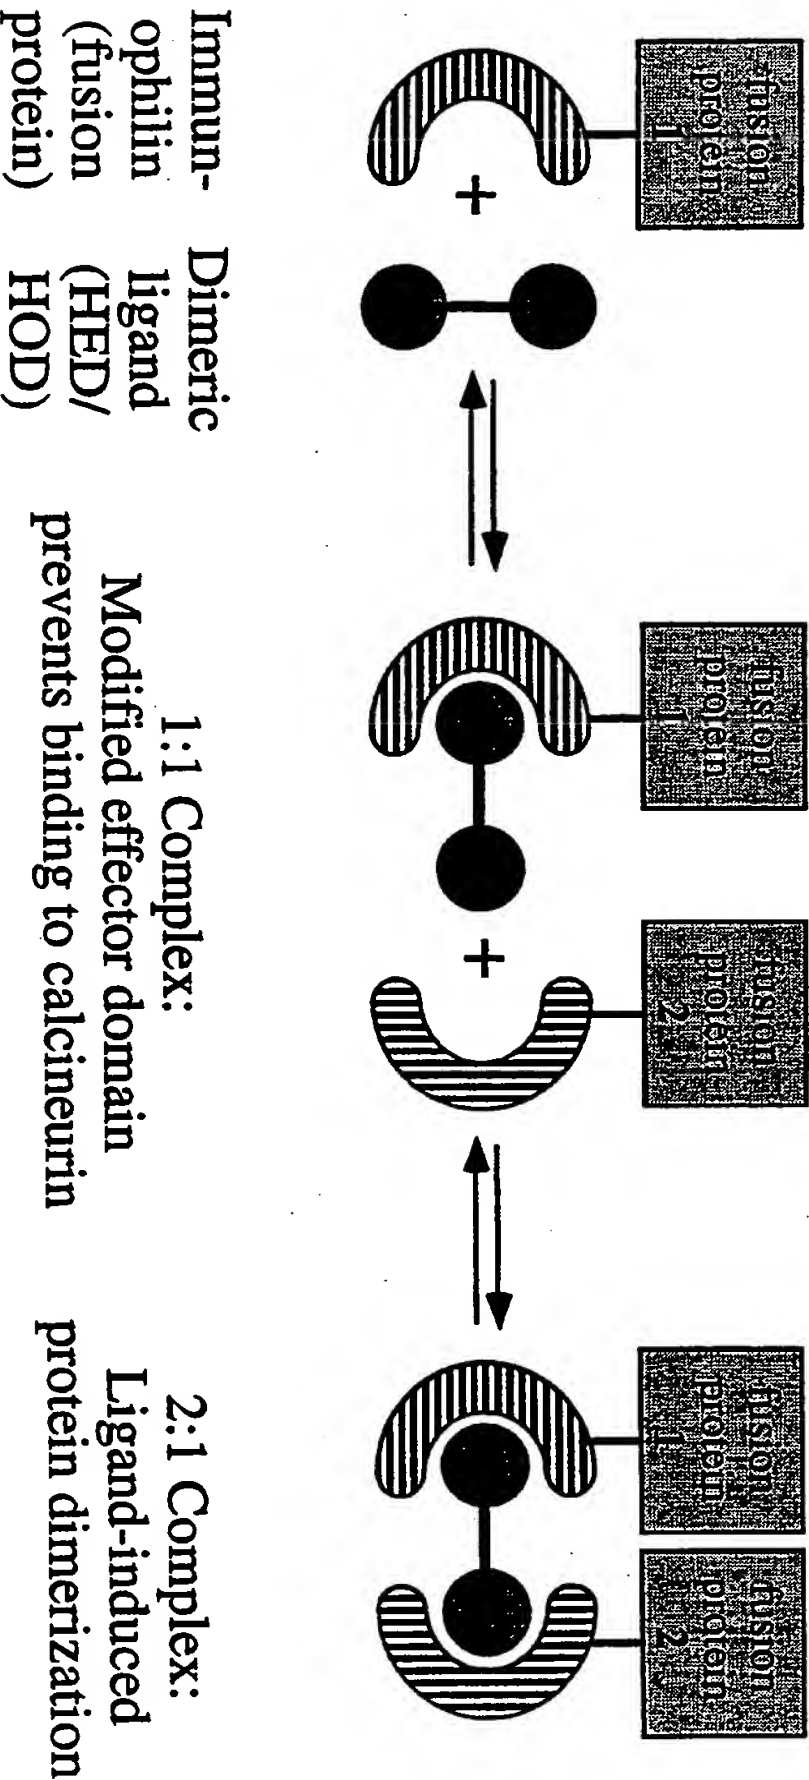 fusion
protein
1
+
fusion
protein
1
+
fusion
protein
2
fusion
protein
1
fusion
protein
2
Immun-
ophilin
(fusion
protein)
Dimeric
ligand
(HED/
HOD)
1:1 Complex:
Modified effector domain
prevents binding to calcineurin
2:1 Complex:
Ligand-induced
protein dimerization